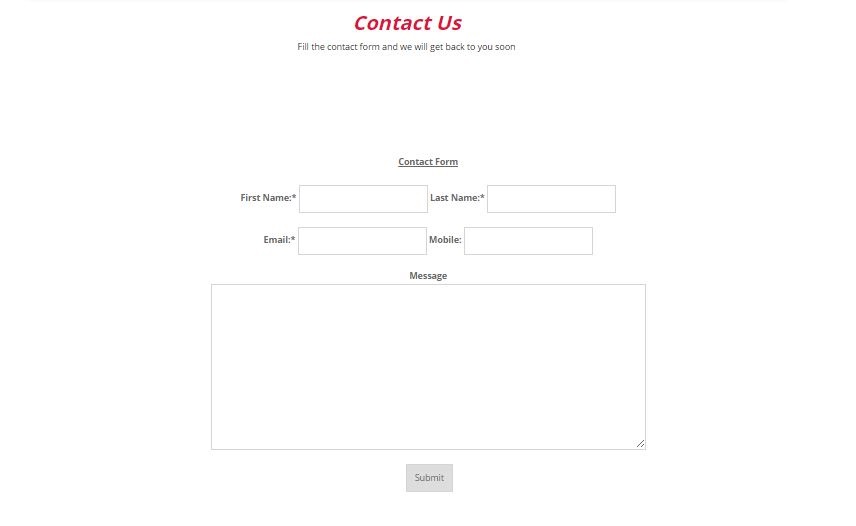 Contact Us
Fill the contact form and we will get back to you soon
Contact Form
First Name:* Last Name:*
Email:* Mobile:
Message
Submit